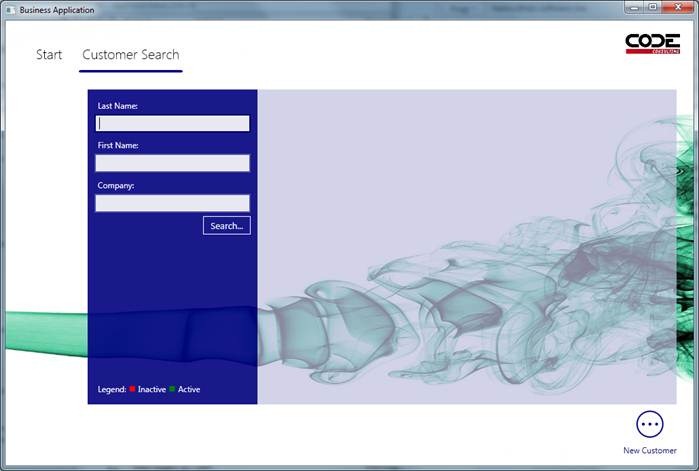 Business Application
Start Customer Search
CODE
CONSULTING
Last Name:
First Name:
Company:
Search...
Legend: Inactive Active
New Customer